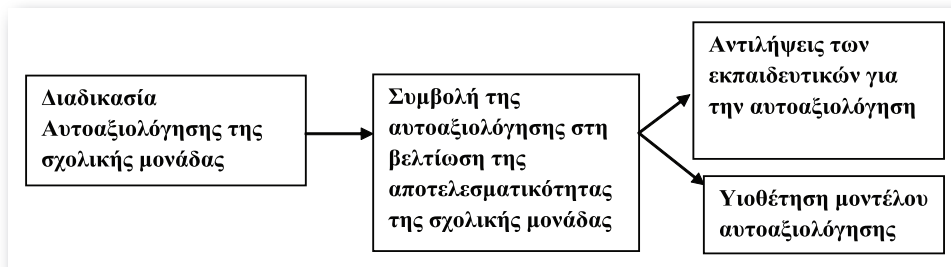 Διαδικασία
Αυτοαξιολόγησης της
σχολικής μονάδας
Συμβολή της
αυτοαξιολόγησης στη
βελτίωση της
αποτελεσματικότητας
της σχολικής μονάδας
Αντιλήψεις των
εκπαιδευτικών για
την αυτοαξιολόγηση
Υιοθέτηση μοντέλου
αυτοαξιολόγησης